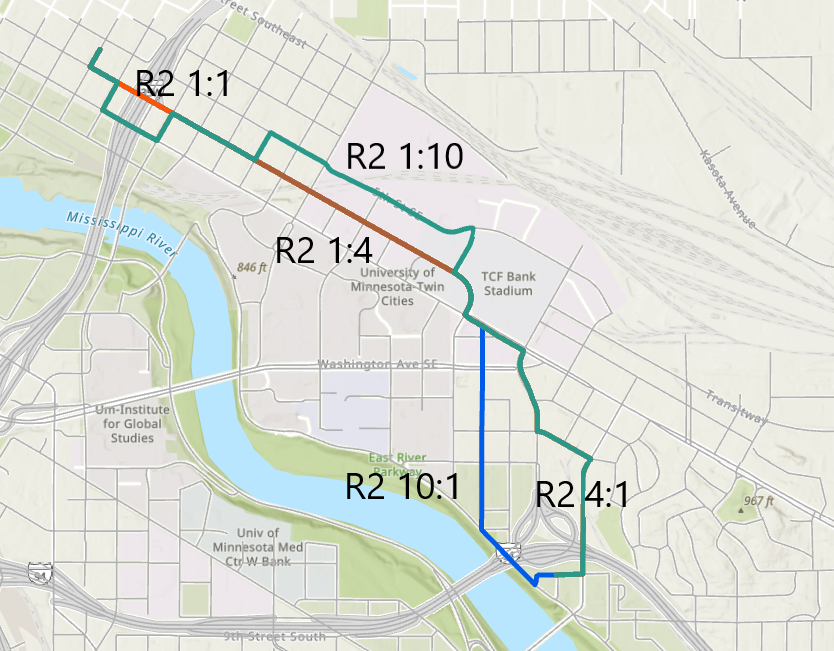 Street Southeast
R2 1:1
R2 1:10
Kasota Avenue
5th St SE
Mississippi River
846 ft
R2 1:4
University of
Minnesota-Twin
Cities
TCF Bank
Stadium
Washington Ave SE
Transitway
Um-Institute
for Global
Studies
East River
Parkway
R2 10:1
R2 4:1
967 ft
Univ of
Minnesota Med
Ctr W Bank
94
9th Street South